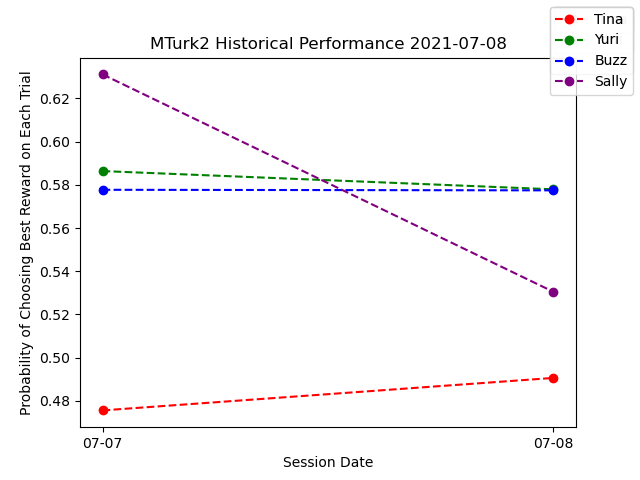 MTurk2 Historical Performance 2021-07-08
Tina
Yuri
Buzz
Sally
Probability of Choosing Best Reward on Each Trial
0.62
0.60
0.58
0.56
0.54
0.52
0.50
0.48
07-07
07-08
Session Date